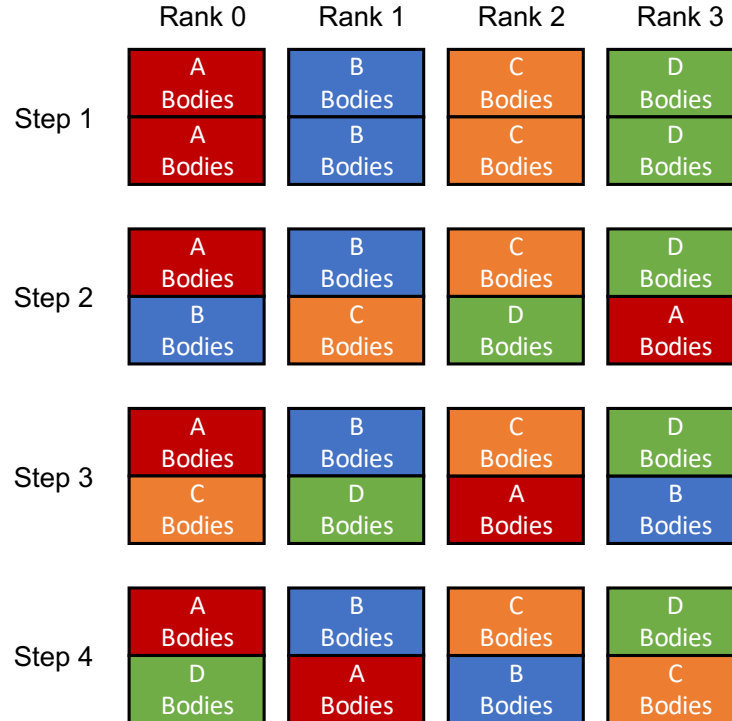 Rank 0 Rank 1 Rank 2 Rank 3
Step 1
A Bodies B Bodies C Bodies D Bodies
A Bodies B Bodies C Bodies D Bodies
Step 2
A Bodies B Bodies C Bodies D Bodies
B Bodies C Bodies D Bodies A Bodies
Step 3
A Bodies B Bodies C Bodies D Bodies
C Bodies D Bodies A Bodies B Bodies
Step 4
A Bodies B Bodies C Bodies D Bodies
D Bodies A Bodies B Bodies C Bodies